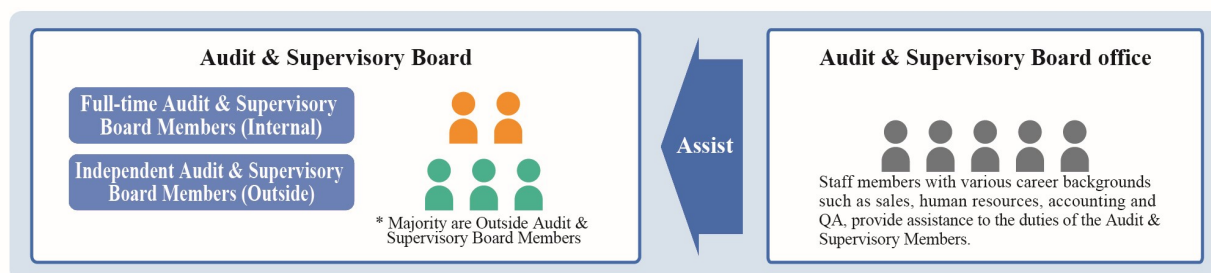 Audit & Supervisory Board
Full-time Audit & Supervisory
Board Members (Internal)
Independent Audit & Supervisory
Board Members (Outside)
* Majority are Outside Audit &
Supervisory Board Members
Assist
Audit & Supervisory Board office
Staff members with various career backgrounds
such as sales, human resources, accounting and
QA, provide assistance to the duties of the Audit &
Supervisory Members.